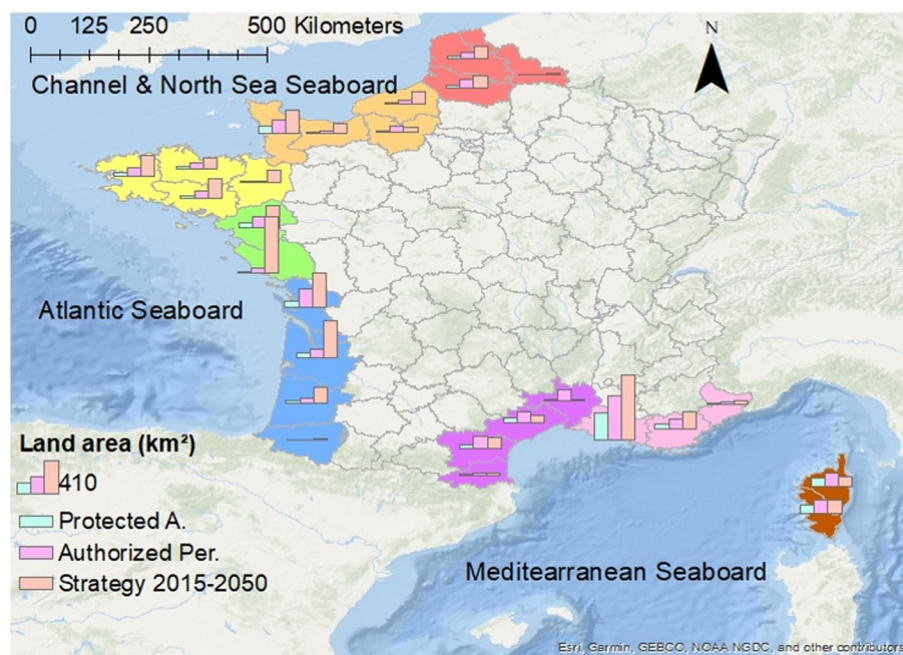 0 125 250 500 Kilometers
N
Channel & North Sea Seaboard
Atlantic Seaboard
Land area (km²)
410
Protected A.
Authorized Per.
Strategy 2015-2050
Meditearranean Seaboard
Esri, Garmin, GEBCO, NOAA NGDC, and other contributors